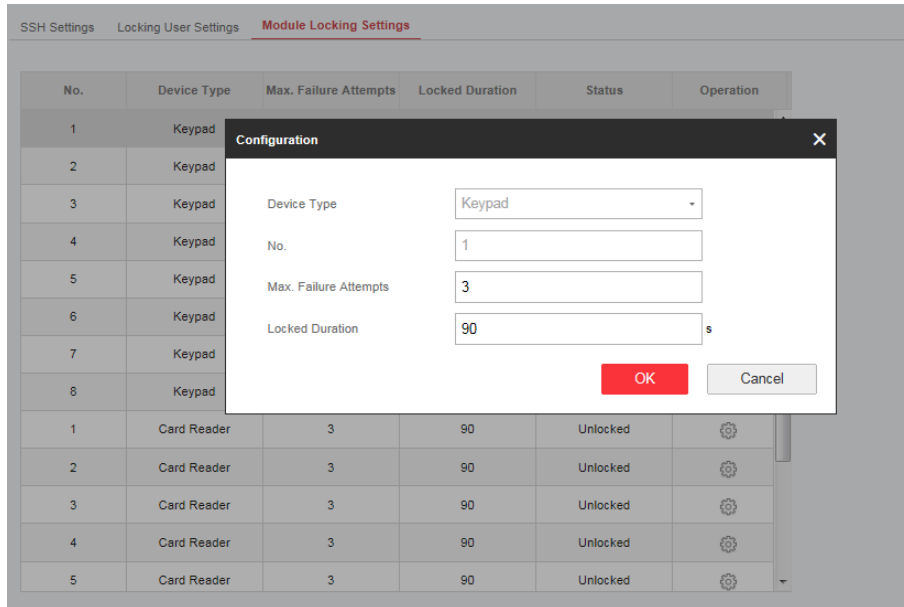 SSH Settings Locking User Settings Module Locking Settings
No. Device Type Max. Failure Attempts Locked Duration Status Operation
1 Keypad
Configuration
2 Keypad
3 Keypad
Device Type Keypad
4 Keypad
No. 1
5 Keypad
Max. Failure Attempts 3
6 Keypad
Locked Duration 90 s
7 Keypad
OK Cancel
8 Keypad
1 Card Reader 3 90 Unlocked
2 Card Reader 3 90 Unlocked
3 Card Reader 3 90 Unlocked
4 Card Reader 3 90 Unlocked
5 Card Reader 3 90 Unlocked